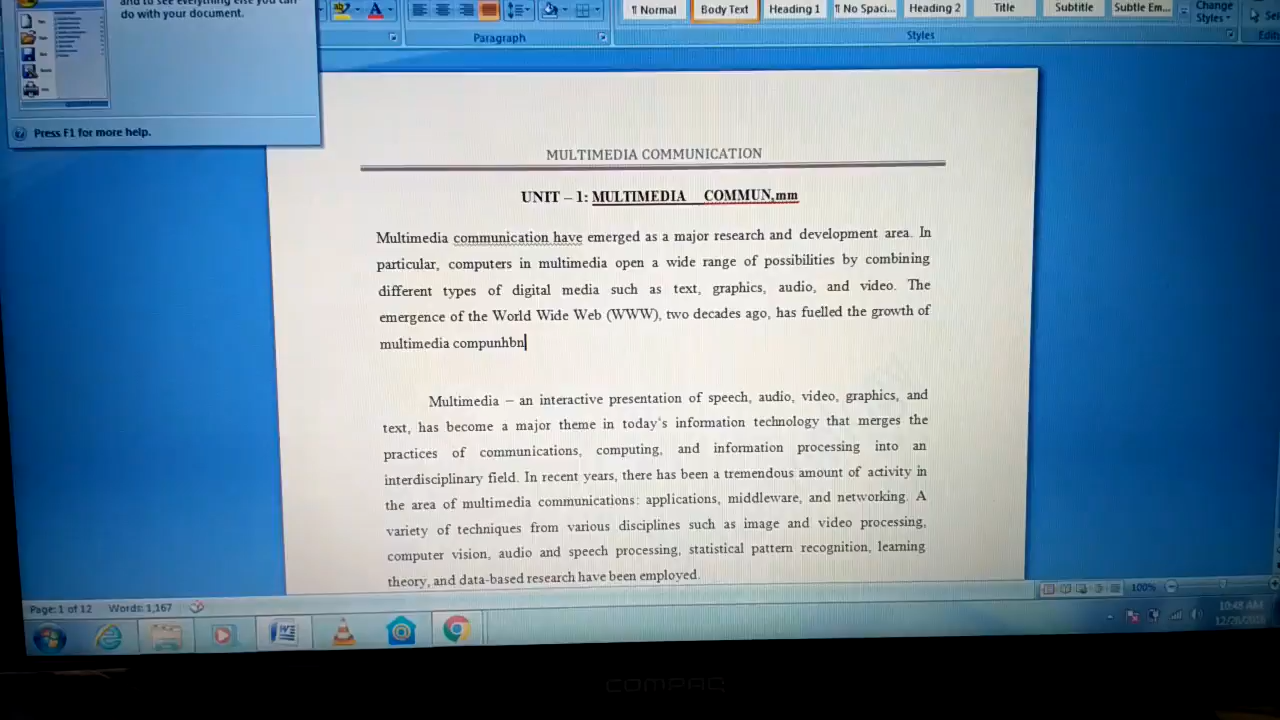 and to see everything else you can
do with your document.
Press F1 for more help.
Paragraph
¶ Normal
Body Text
Heading 1
¶ No Spaci...
Heading 2
Title
Subtitle
Subtle Em...
Change
Styles
Styles
MULTIMEDIA COMMUNICATION
UNIT – 1: MULTIMEDIA COMMUN,mm
Multimedia communication have emerged as a major research and development area. In
particular, computers in multimedia open a wide range of possibilities by combining
different types of digital media such as text, graphics, audio, and video. The
emergence of the World Wide Web (WWW), two decades ago, has fuelled the growth of
multimedia compunhbn
Multimedia – an interactive presentation of speech, audio, video, graphics, and
text, has become a major theme in today's information technology that merges the
practices of communications, computing, and information processing into an
interdisciplinary field. In recent years, there has been a tremendous amount of activity in
the area of multimedia communications: applications, middleware, and networking. A
variety of techniques from various disciplines such as image and video processing,
computer vision, audio and speech processing, statistical pattern recognition, learning
theory, and data-based research have been employed.
Page: 1 of 12 Words: 1,167
100%
10:48 AM
COMPAQ